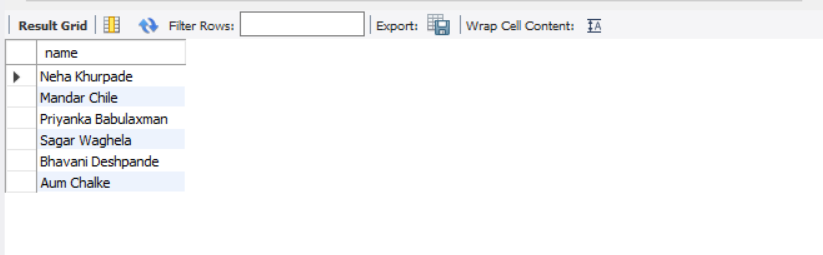 Result Grid Filter Rows: Export: Wrap Cell Content:
name
Neha Khurpade
Mandar Chile
Priyanka Babulaxman
Sagar Waghela
Bhavani Deshpande
Aum Chalke